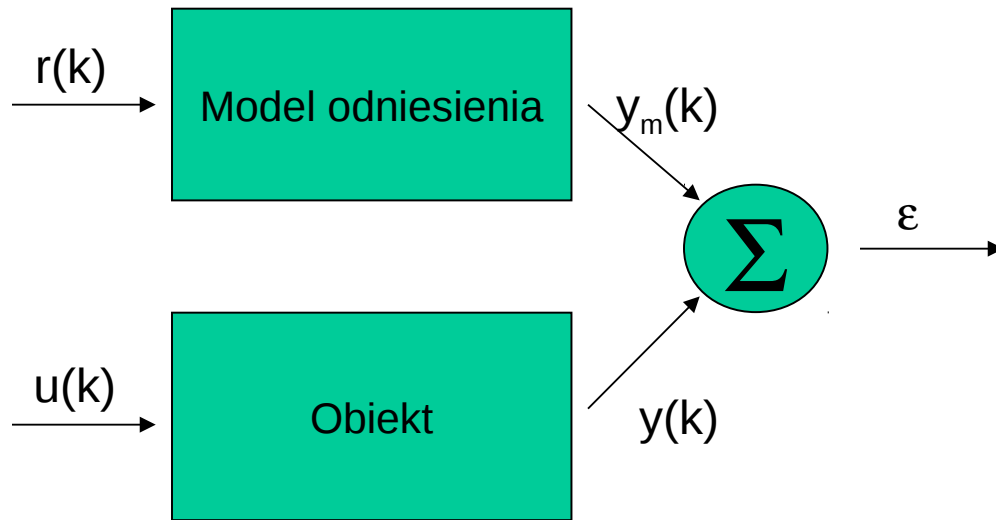 r(k)
Model odniesienia
yₘ(k)
ε
Σ
u(k)
Obiekt
y(k)